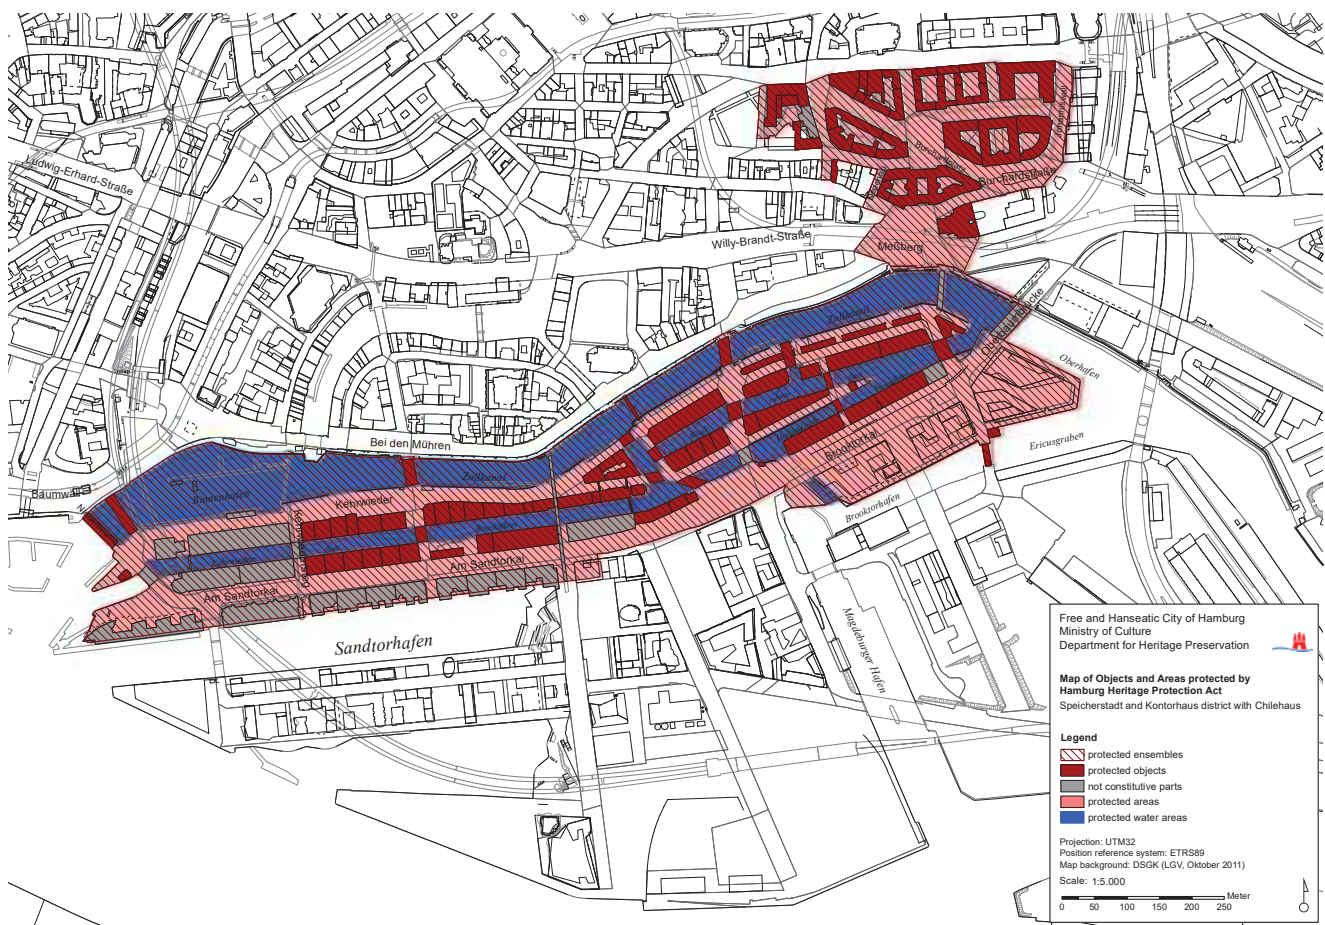 Ludwig-Erhard-Straße
Willy-Brandt-Straße
Burchardplatz
Burchardstraße
Meßberg
Zollkanal
Oberbaumbrücke
Oberhafen
Ericusgraben
Bei den Mühren
Brooktorkai
Brooktorhafen
Baumwall
Binnenhafen
Zollkanal
Kehrwieder
Am Sandtorkai
Am Sandtorkai
Sandtorhafen
Magdeburger Hafen
Free and Hanseatic City of Hamburg
Ministry of Culture
Department for Heritage Preservation
Map of Objects and Areas protected by
Hamburg Heritage Protection Act
Speicherstadt and Kontorhaus district with Chilehaus
Legend
protected ensembles
protected objects
not constitutive parts
protected areas
protected water areas
Projection: UTM32
Position reference system: ETRS89
Map background: DSGK (LGV, Oktober 2011)
Scale: 1:5.000
Meter
0 50 100 150 200 250